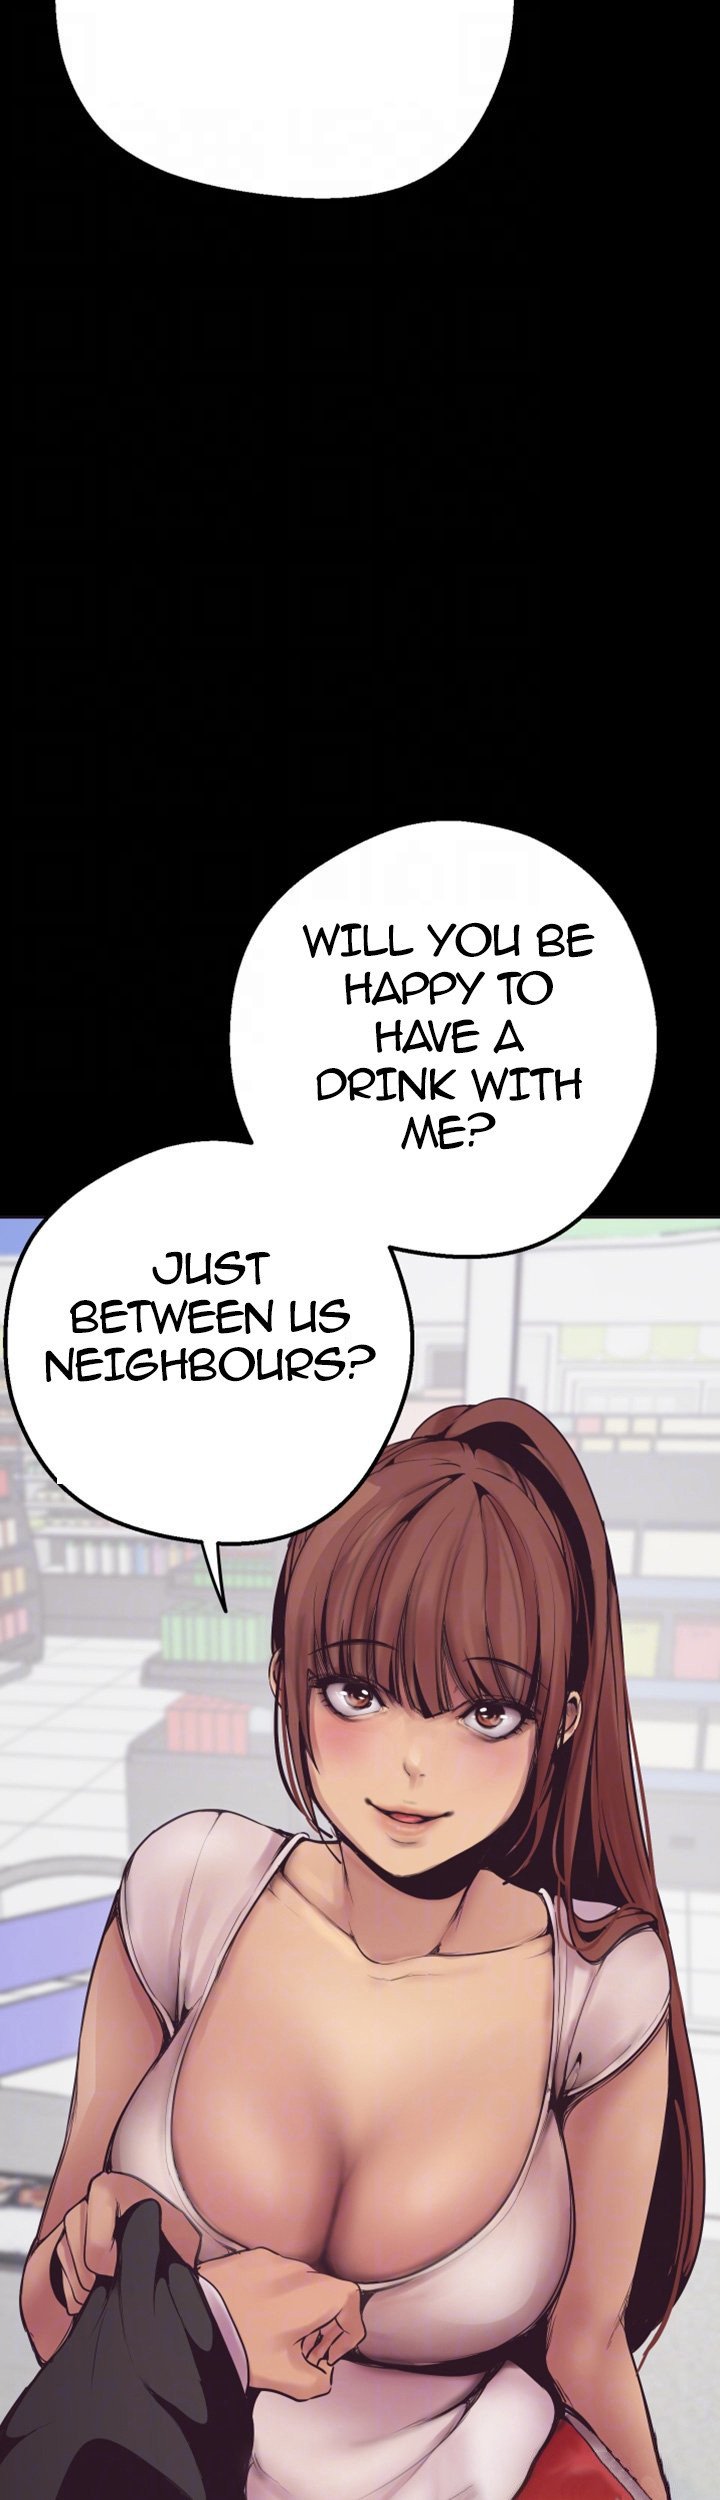 WILL YOU BE
HAPPY TO
HAVE A
DRINK WITH
ME?
JUST
BETWEEN US
NEIGHBOURS?